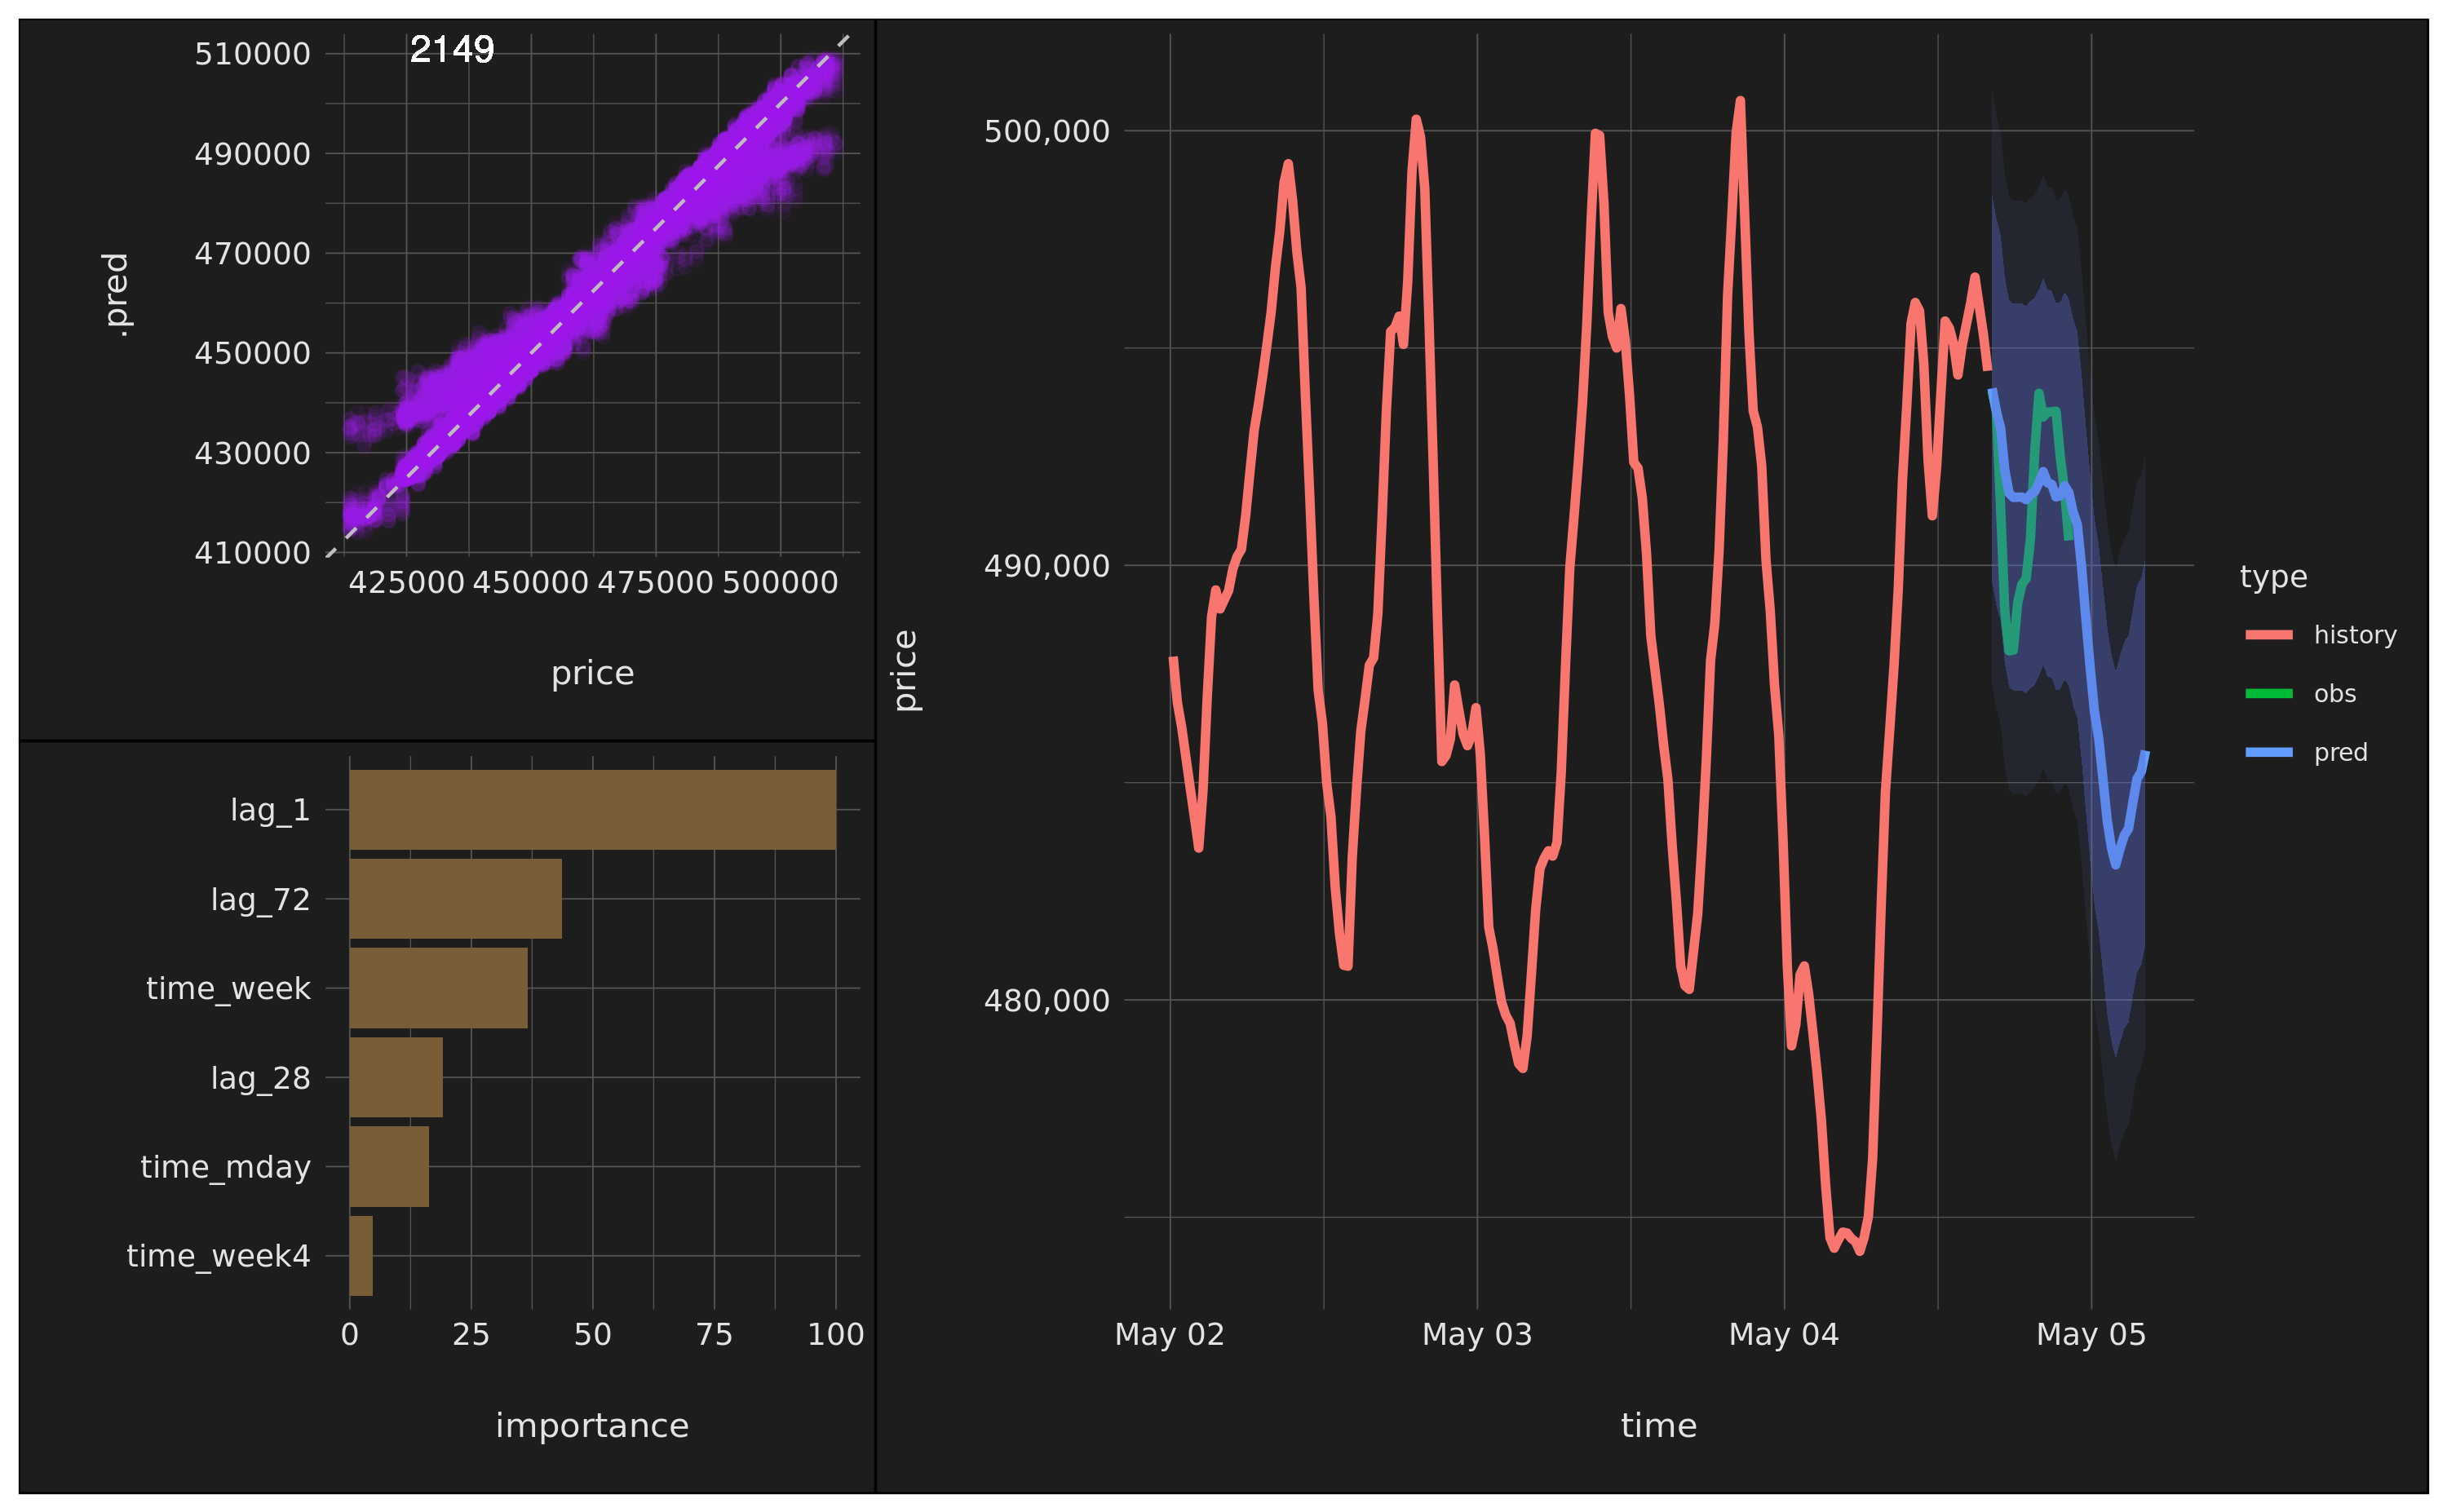 2149
510000
490000
470000
450000
430000
410000
.pred
425000 450000 475000 500000
price
lag_1
lag_72
time_week
lag_28
time_mday
time_week4
0 25 50 75 100
importance
500,000
490,000
480,000
price
May 02 May 03 May 04 May 05
time
type
history
obs
pred